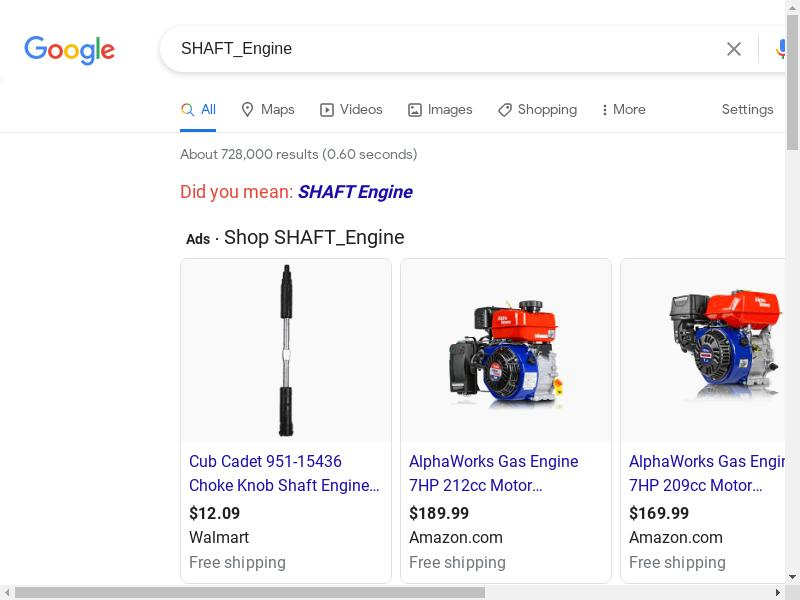 Google
SHAFT_Engine
All
Maps
Videos
Images
Shopping
More
Settings
About 728,000 results (0.60 seconds)
Did you mean: SHAFT Engine
Ads · Shop SHAFT_Engine
Cub Cadet 951-15436
Choke Knob Shaft Engine...
$12.09
Walmart
Free shipping
AlphaWorks Gas Engine
7HP 212cc Motor...
$189.99
Amazon.com
Free shipping
AlphaWorks Gas Engin
7HP 209cc Motor...
$169.99
Amazon.com
Free shipping